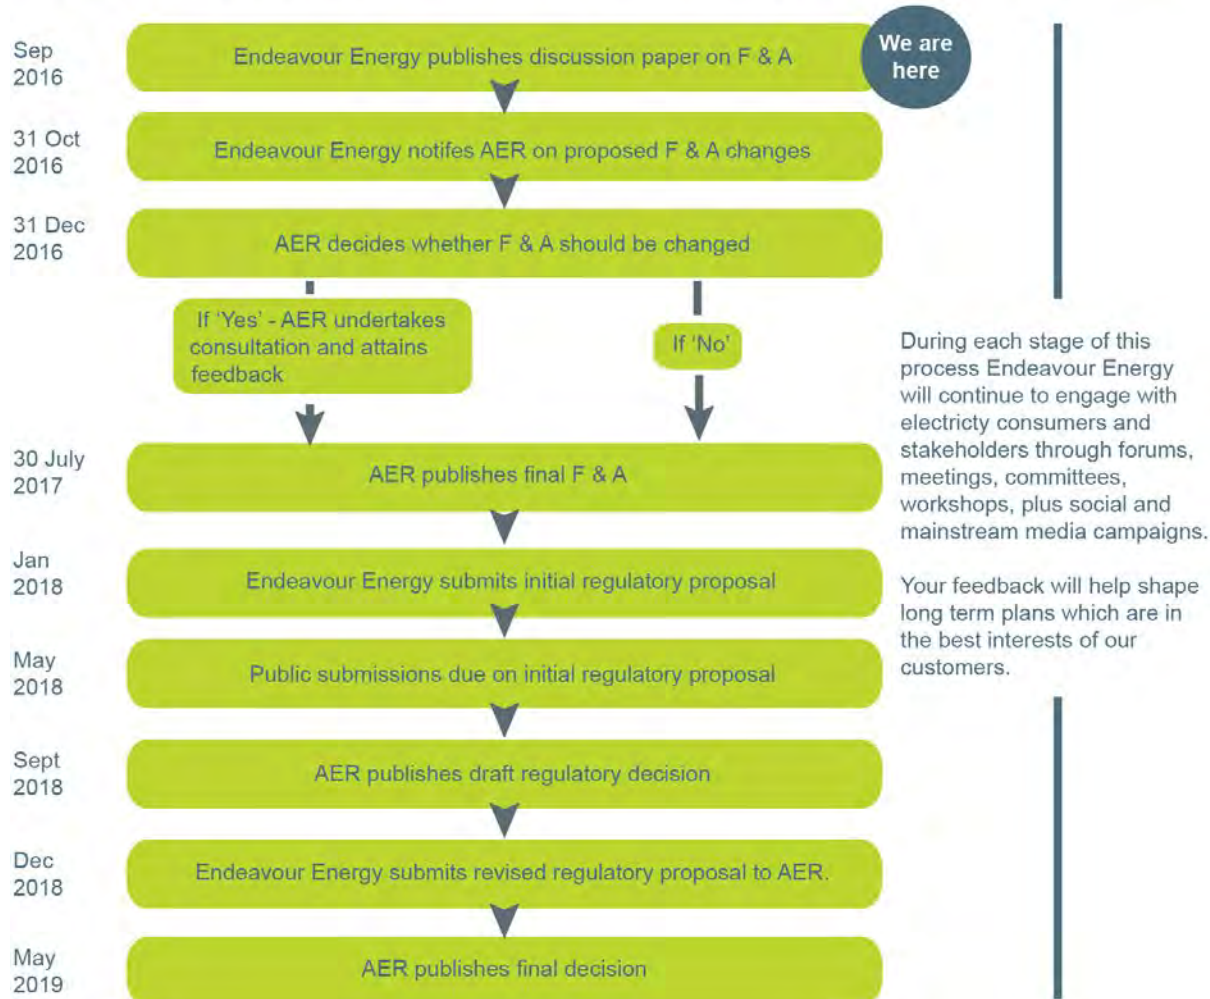 Sep
2016
Endeavour Energy publishes discussion paper on F & A
We are
here
31 Oct
2016
Endeavour Energy notifes AER on proposed F & A changes
31 Dec
2016
AER decides whether F & A should be changed
If ‘Yes’ - AER undertakes
consultation and attains
feedback
If ‘No’
30 July
2017
AER publishes final F & A
Jan
2018
Endeavour Energy submits initial regulatory proposal
May
2018
Public submissions due on initial regulatory proposal
Sept
2018
AER publishes draft regulatory decision
Dec
2018
Endeavour Energy submits revised regulatory proposal to AER.
May
2019
AER publishes final decision
During each stage of this
process Endeavour Energy
will continue to engage with
electricty consumers and
stakeholders through forums,
meetings, committees,
workshops, plus social and
mainstream media campaigns.
Your feedback will help shape
long term plans which are in
the best interests of our
customers.